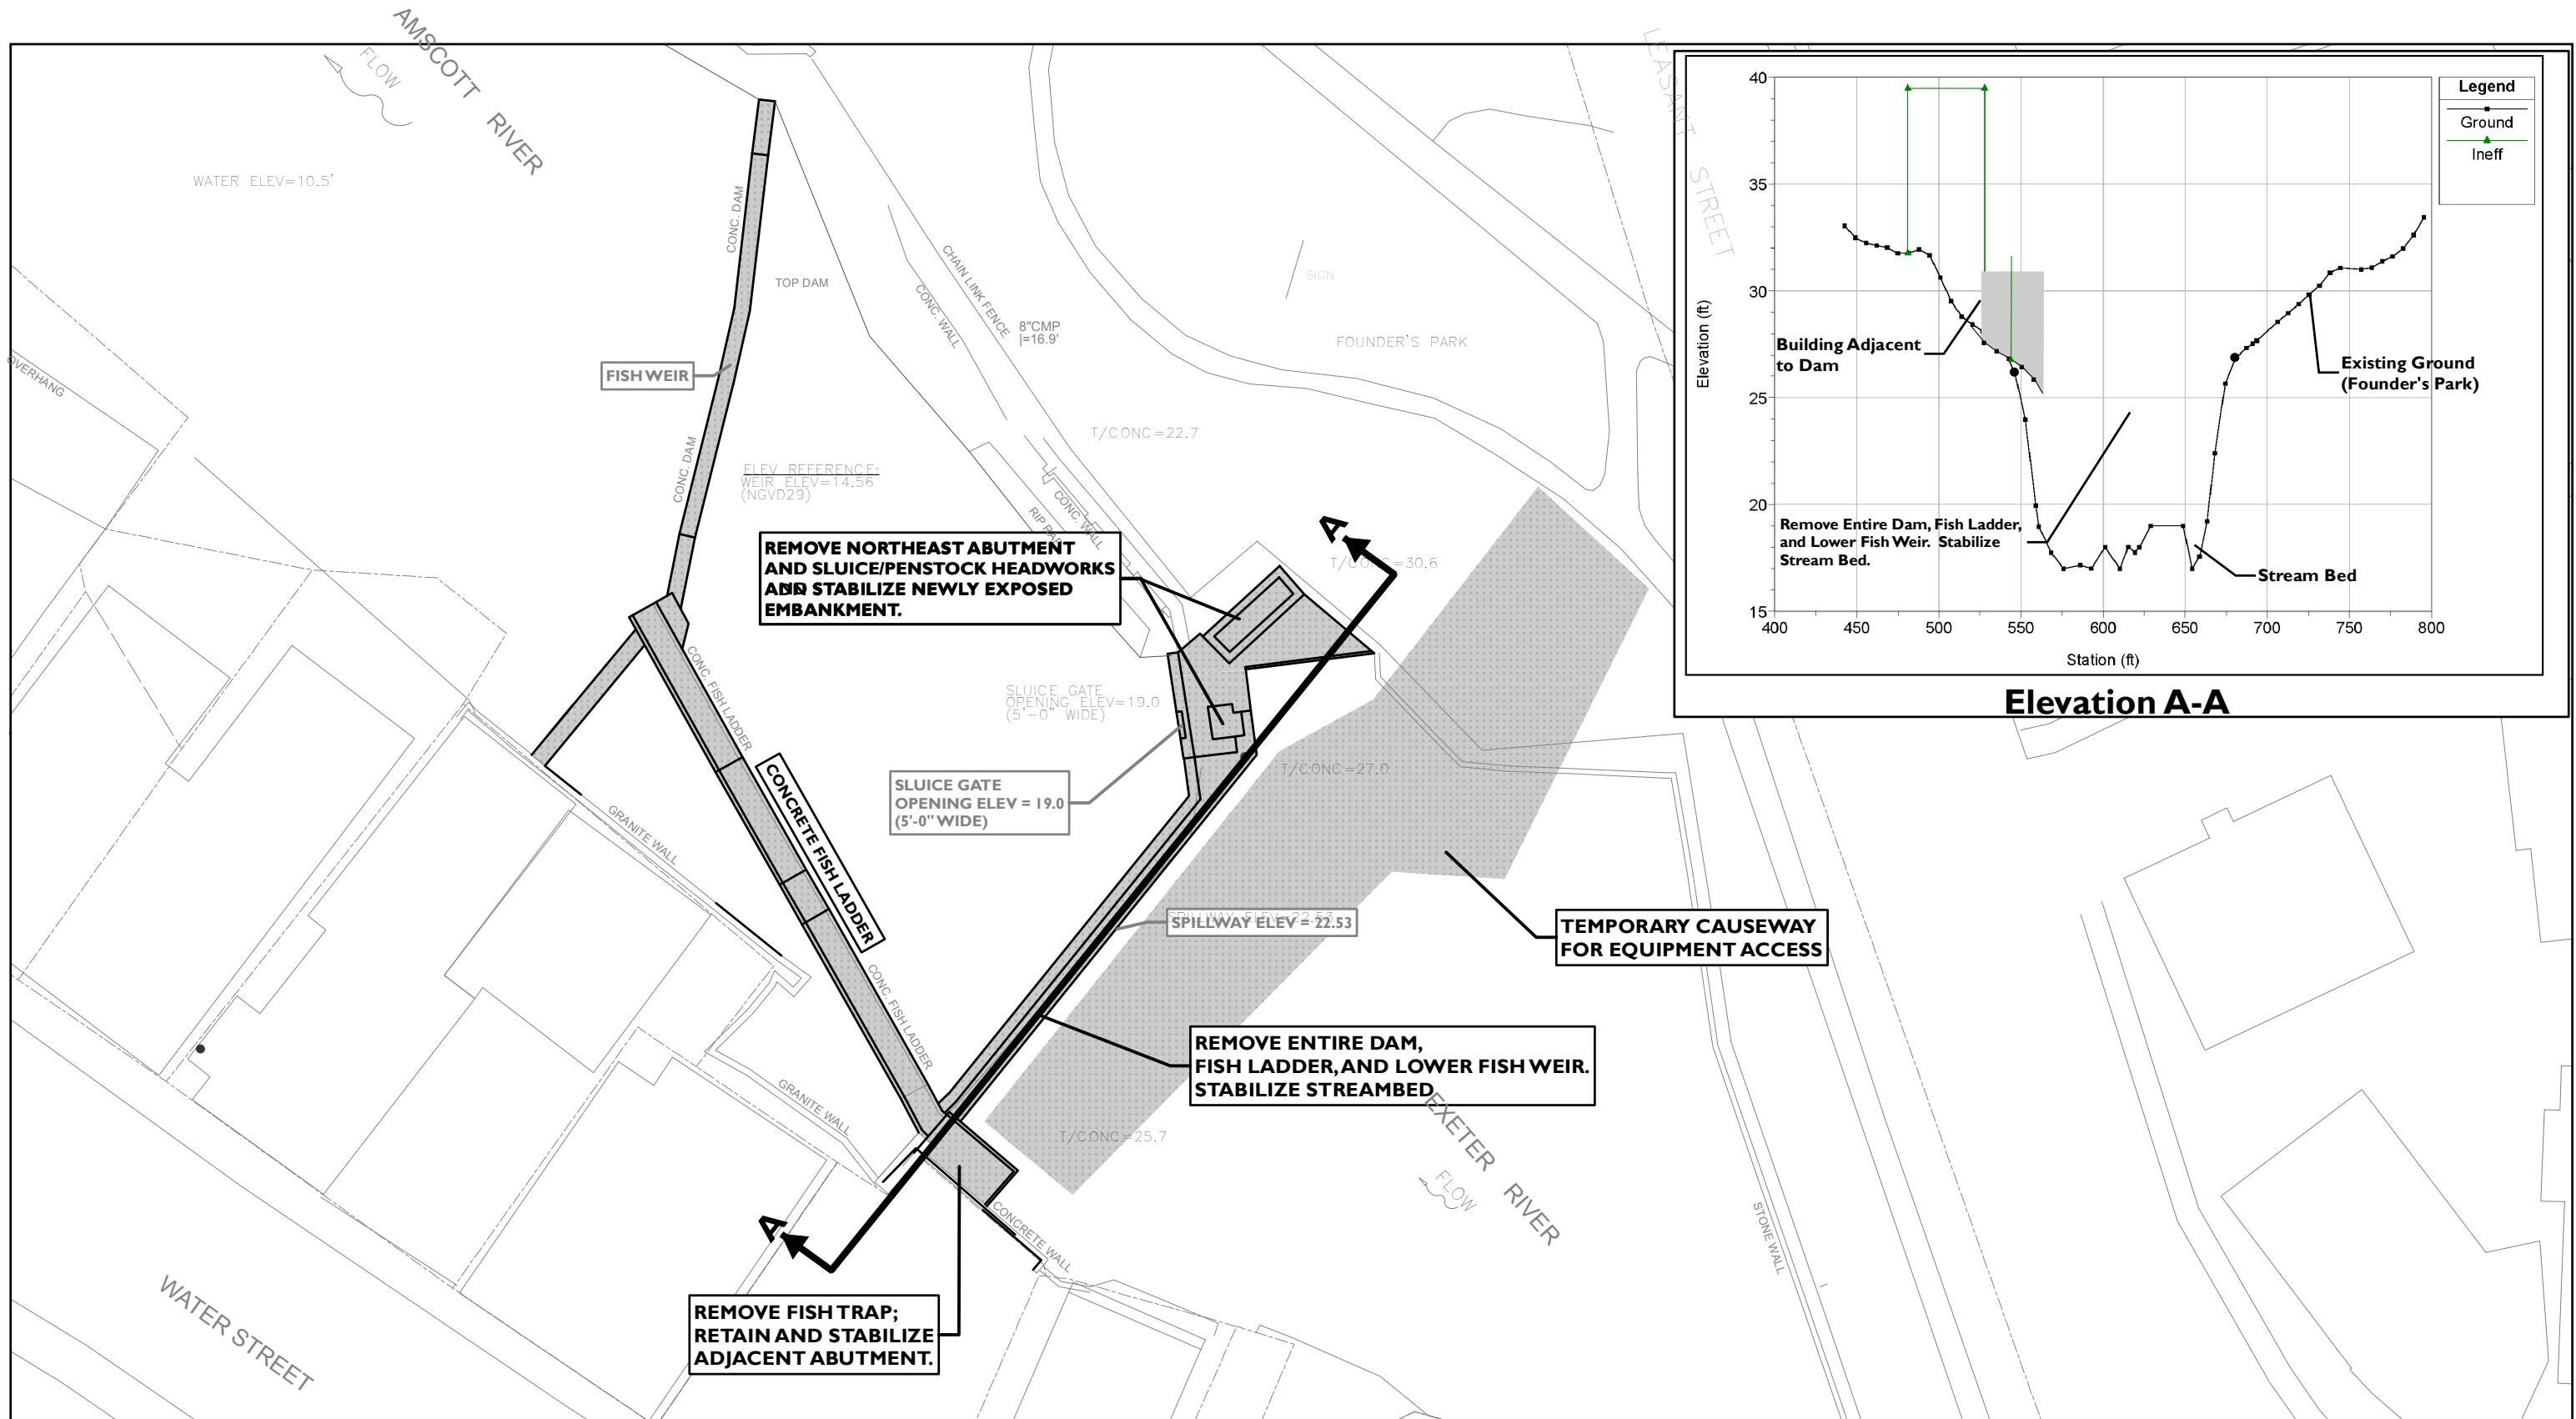 AMSCOTT RIVER
FLOW
WATER ELEV=10.5'
OVERHANG
CONC. DAM
TOP DAM
FISH WEIR
CONC. DAM
ELEV REFERENCE:
WEIR ELEV=14.56
(NGVD29)
CONC. WALL
CHAIN LINK FENCE
8"CMP
|=16.9'
SIGN
FOUNDER'S PARK
T/CONC=22.7
CONC. WALL
RIP RAP
LEASANT STREET
REMOVE NORTHEAST ABUTMENT
AND SLUICE/PENSTOCK HEADWORKS
AND STABILIZE NEWLY EXPOSED
EMBANKMENT.
A
T/CONC=30.6
CONC. FISH LADDER
SLUICE GATE
OPENING ELEV=19.0
(5'-0" WIDE)
SLUICE GATE
OPENING ELEV = 19.0
(5'-0" WIDE)
T/CONC=27.0
CONCRETE FISH LADDER
GRANITE WALL
SPILLWAY ELEV=22.53
SPILLWAY ELEV = 22.53
TEMPORARY CAUSEWAY
FOR EQUIPMENT ACCESS
CONC. FISH LADDER
REMOVE ENTIRE DAM,
FISH LADDER, AND LOWER FISH WEIR.
STABILIZE STREAMBED
GRANITE WALL
T/CONC=25.7
EXETER RIVER
FLOW
STONE WALL
A
CONCRETE WALL
REMOVE FISH TRAP;
RETAIN AND STABILIZE
ADJACENT ABUTMENT.
WATER STREET
40
35
30
25
20
15
Elevation (ft)
400 450 500 550 600 650 700 750 800
Station (ft)
Legend
Ground
Ineff
Building Adjacent
to Dam
Existing Ground
(Founder's Park)
Remove Entire Dam, Fish Ladder,
and Lower Fish Weir. Stabilize
Stream Bed.
Stream Bed
Elevation A-A